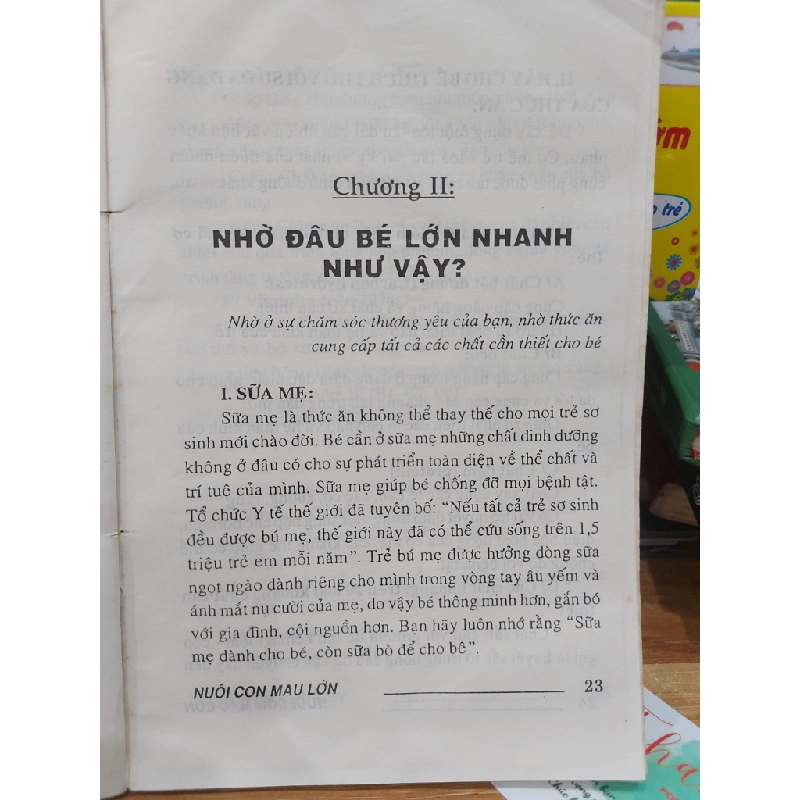 Chương II:
NHỜ ĐÂU BÉ LỚN NHANH
NHƯ VẬY?
Nhờ ở sự chăm sóc thương yêu của bạn, nhờ thức ăn
cung cấp tất cả các chất cần thiết cho bé
I. SỮA MẸ:
Sữa mẹ là thức ăn không thể thay thế cho mọi trẻ sơ
sinh mới chào đời. Bé cần ở sữa mẹ những chất dinh dưỡng
không ở đâu có cho sự phát triển toàn diện về thể chất và
trí tuệ của mình. Sữa mẹ giúp bé chống đỡ mọi bệnh tật.
Tổ chức Y tế thế giới đã tuyên bố: “Nếu tất cả trẻ sơ sinh
đều được bú mẹ, thế giới này đã có thể cứu sống trên 1,5
triệu trẻ em mỗi năm”. Trẻ bú mẹ được hưởng dòng sữa
ngọt ngào dành riêng cho mình trong vòng tay âu yếm và
ánh mắt nụ cười của mẹ, do vậy bé thông minh hơn, gắn bó
với gia đình, cội nguồn hơn. Bạn hãy luôn nhớ rằng “Sữa
mẹ dành cho bé, còn sữa bò để cho bê”.
NUÔI CON MAU LỚN 23
trẻ